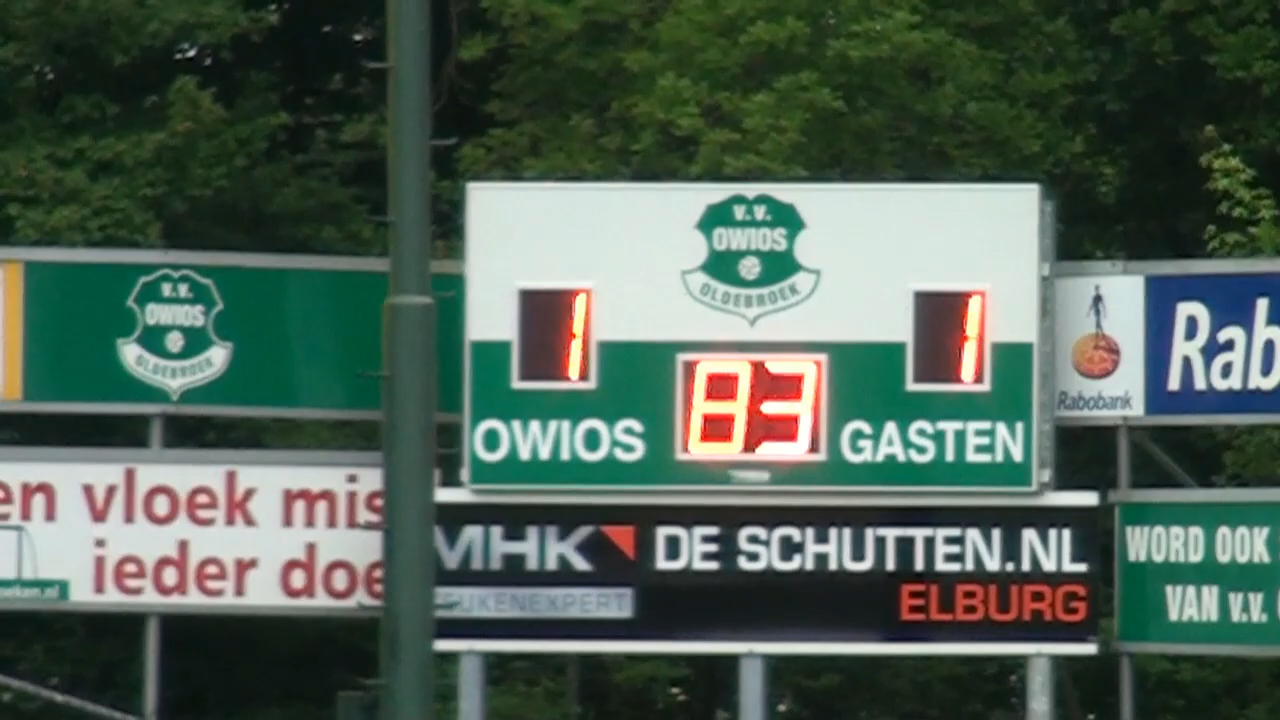 V.V.
OWIOS
OLDEBROEK
V.V.
OWIOS
OLDEBROEK
1
1
83
OWIOS
GASTEN
Rabobank
Rab
en vloek mis
ieder doe
MHK
DE SCHUTTEN.NL
ELBURG
WORD OOK
VAN v.v.